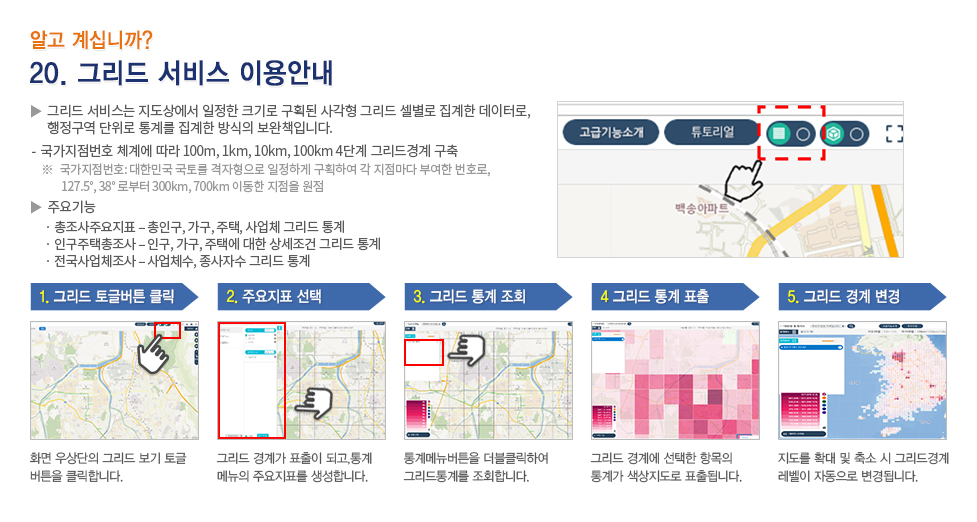 알고 계십니까?
20. 그리드 서비스 이용안내
▶ 그리드 서비스는 지도상에서 일정한 크기로 구획된 사각형 그리드 셀별로 집계한 데이터로,
행정구역 단위로 통계를 집계한 방식의 보완책입니다.
- 국가지점번호 체계에 따라 100m, 1km, 10km, 100km 4단계 그리드경계 구축
※ 국가지점번호: 대한민국 국토를 격자형으로 일정하게 구획하여 각 지점마다 부여한 번호로,
127.5°, 38° 로부터 300km, 700km 이동한 지점을 원점
▶ 주요기능
· 총조사주요지표 – 총인구, 가구, 주택, 사업체 그리드 통계
· 인구주택총조사 – 인구, 가구, 주택에 대한 상세조건 그리드 통계
· 전국사업체조사 – 사업체수, 종사자수 그리드 통계
고급기능소개 튜토리얼
백송아파트
1. 그리드 토글버튼 클릭
화면 우상단의 그리드 보기 토글
버튼을 클릭합니다.
2. 주요지표 선택
그리드 경계가 표출이 되고,통계
메뉴의 주요지표를 생성합니다.
3. 그리드 통계 조회
통계메뉴버튼을 더블클릭하여
그리드통계를 조회합니다.
4 그리드 통계 표출
그리드 경계에 선택한 항목의
통계가 색상지도로 표출됩니다.
5. 그리드 경계 변경
지도를 확대 및 축소 시 그리드경계
레벨이 자동으로 변경됩니다.